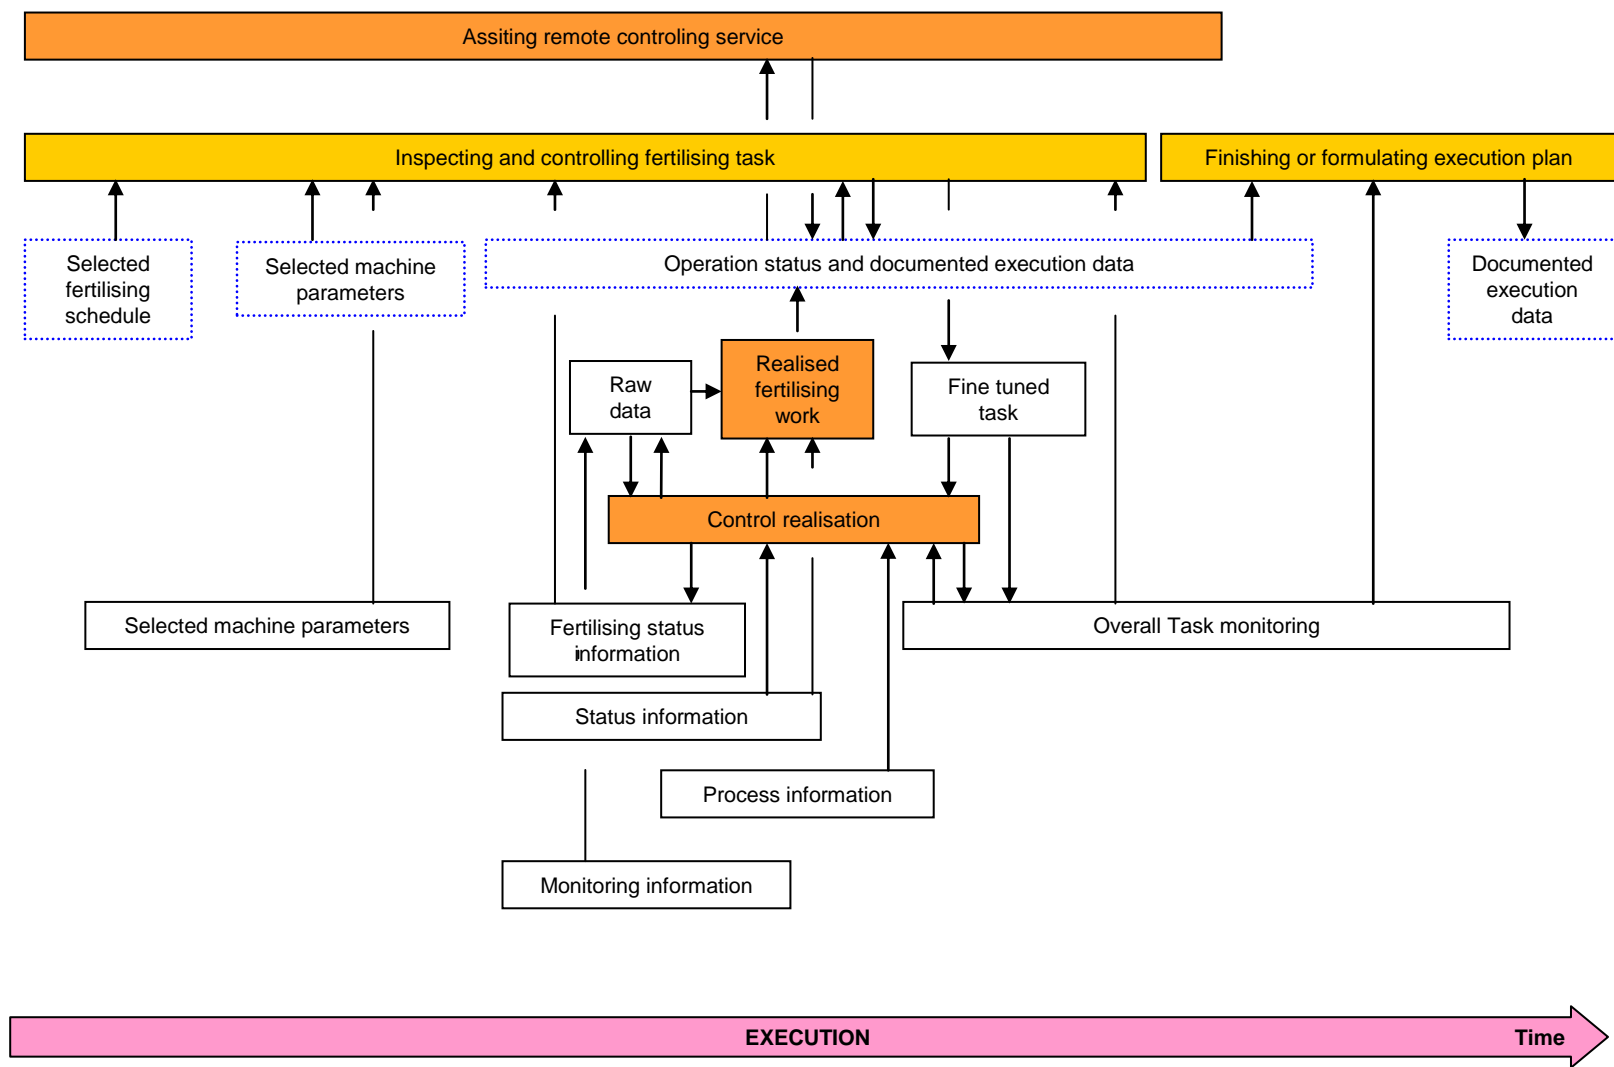 Assiting remote controling service
Inspecting and controlling fertilising task
Finishing or formulating execution plan
Selected
fertilising
schedule
Selected machine
parameters
Operation status and documented execution data
Documented
execution
data
Raw
data
Realised
fertilising
work
Fine tuned
task
Control realisation
Selected machine parameters
Fertilising status
information
Overall Task monitoring
Status information
Process information
Monitoring information
EXECUTION
Time